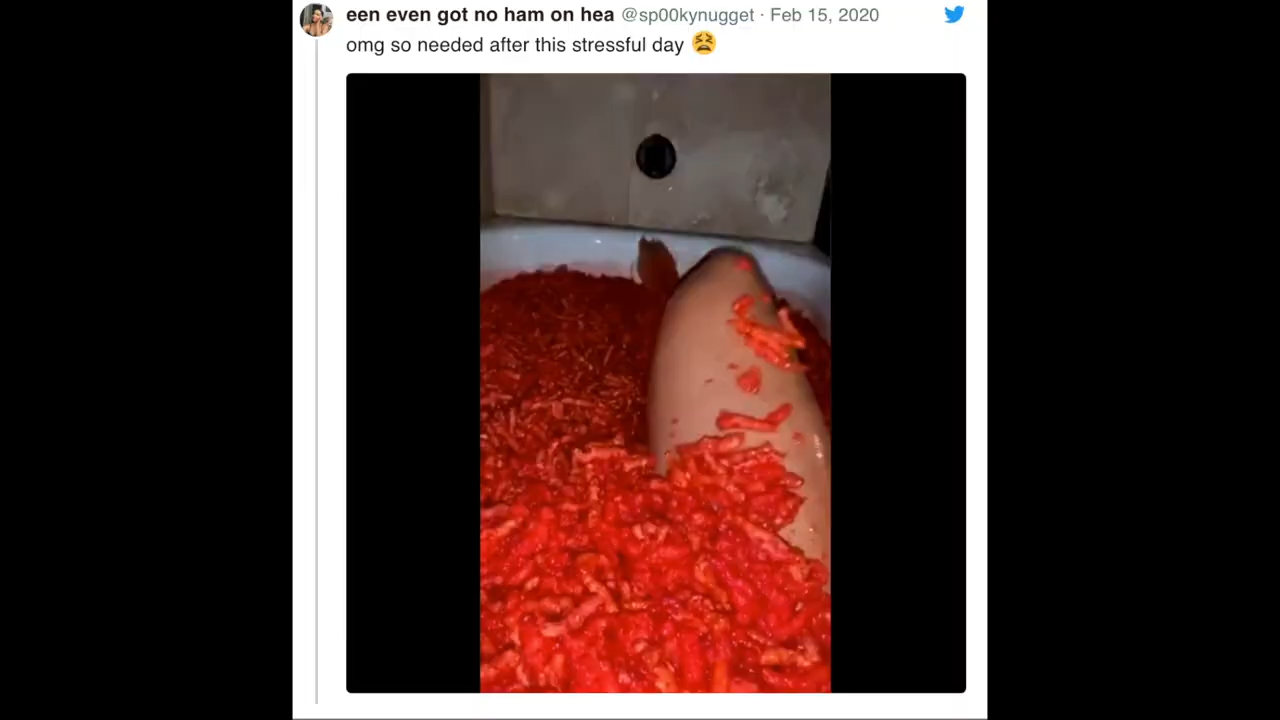 een even got no ham on hea @sp00kynugget · Feb 15, 2020
omg so needed after this stressful day 😫